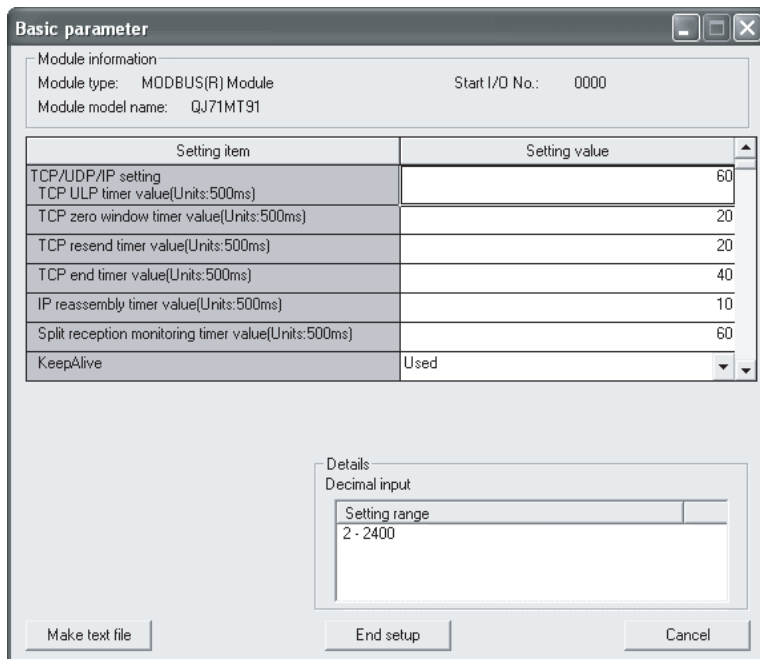 Basic parameter
Module information
Module type: MODBUS(R) Module Start I/O No.: 0000
Module model name: QJ71MT91
Setting item Setting value
TCP/UDP/IP setting
TCP ULP timer value(Units:500ms) 60
TCP zero window timer value(Units:500ms) 20
TCP resend timer value(Units:500ms) 20
TCP end timer value(Units:500ms) 40
IP reassembly timer value(Units:500ms) 10
Split reception monitoring timer value(Units:500ms) 60
KeepAlive Used
Details
Decimal input
Setting range
2 - 2400
Make text file End setup Cancel